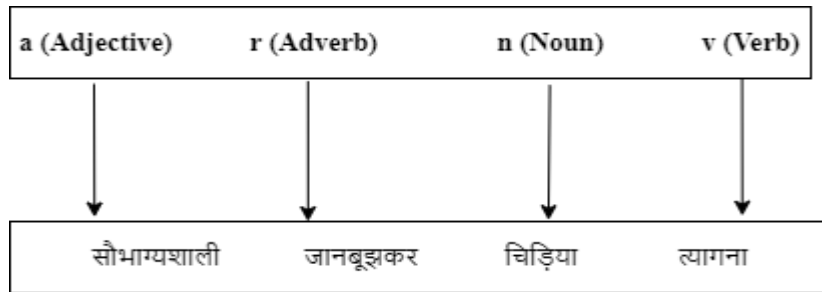 a (Adjective) r (Adverb) n (Noun) v (Verb)
सौभाग्यशाली जानबूझकर चिड़िया त्यागना